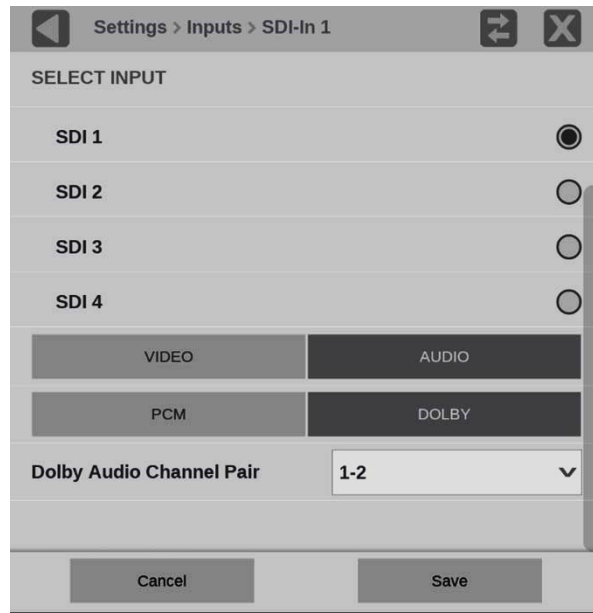 Settings > Inputs > SDI-In 1
SELECT INPUT
SDI 1
SDI 2
SDI 3
SDI 4
VIDEO AUDIO
PCM DOLBY
Dolby Audio Channel Pair 1-2
Cancel Save